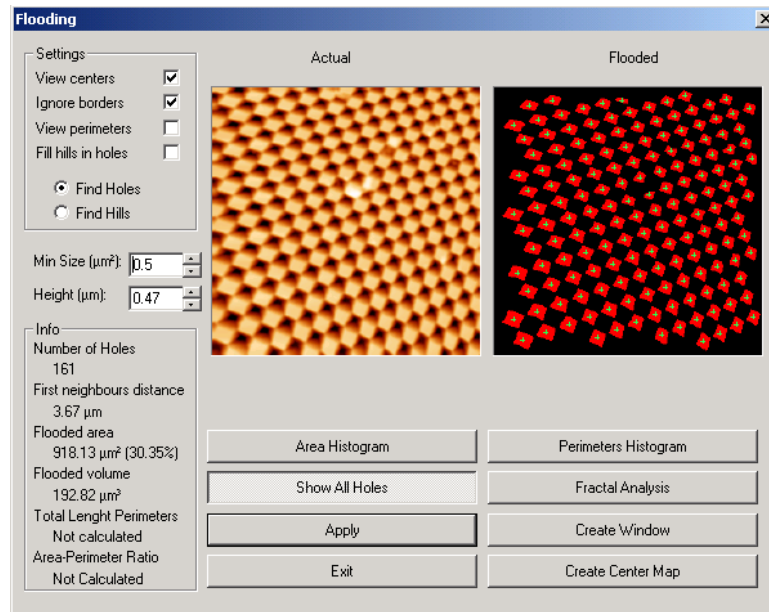 Flooding
Settings
View centers
Ignore borders
View perimeters
Fill hills in holes
Find Holes
Find Hills
Min Size (µm²): 0.5
Height (µm): 0.47
Info
Number of Holes
161
First neighbours distance
3.67 µm
Flooded area
918.13 µm² (30.35%)
Flooded volume
192.82 µm³
Total Lenght Perimeters
Not calculated
Area-Perimeter Ratio
Not Calculated
Actual
Flooded
Area Histogram
Perimeters Histogram
Show All Holes
Fractal Analysis
Apply
Create Window
Exit
Create Center Map